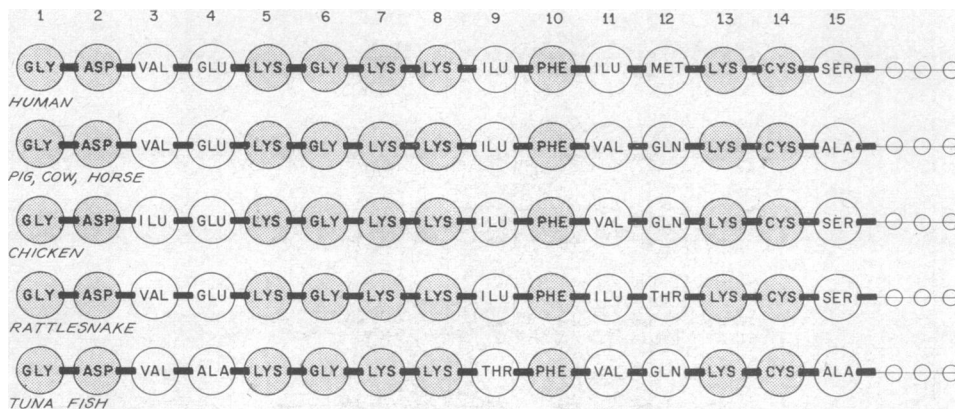 1 2 3 4 5 6 7 8 9 10 11 12 13 14 15
GLY ASP VAL GLU LYS GLY LYS LYS ILU PHE ILU MET LYS CYS SER
HUMAN
GLY ASP VAL GLU LYS GLY LYS LYS ILU PHE VAL GLN LYS CYS ALA
PIG, COW, HORSE
GLY ASP ILU GLU LYS GLY LYS LYS ILU PHE VAL GLN LYS CYS SER
CHICKEN
GLY ASP VAL GLU LYS GLY LYS LYS ILU PHE ILU THR LYS CYS SER
RATTLESNAKE
GLY ASP VAL ALA LYS GLY LYS LYS THR PHE VAL GLN LYS CYS ALA
TUNA FISH